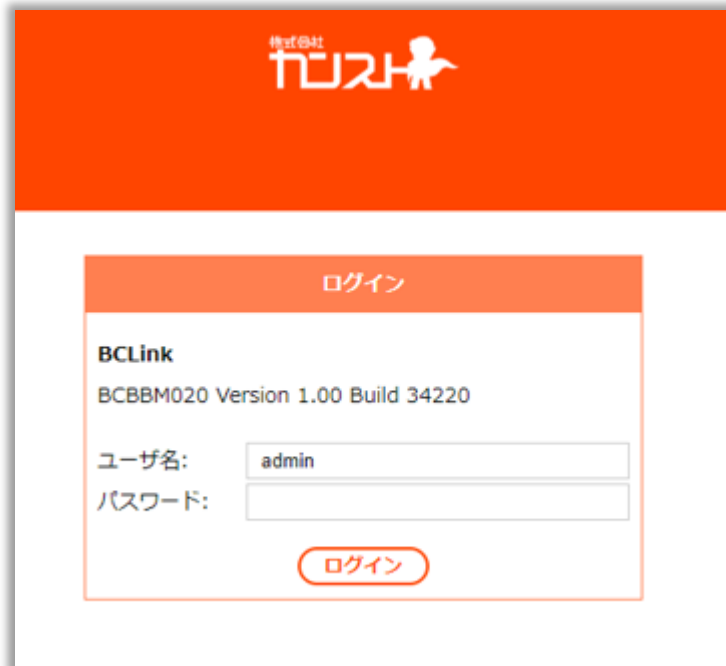 株式会社
カンスト
ログイン
BCLink
BCBBM020 Version 1.00 Build 34220
ユーザ名: admin
パスワード:
ログイン